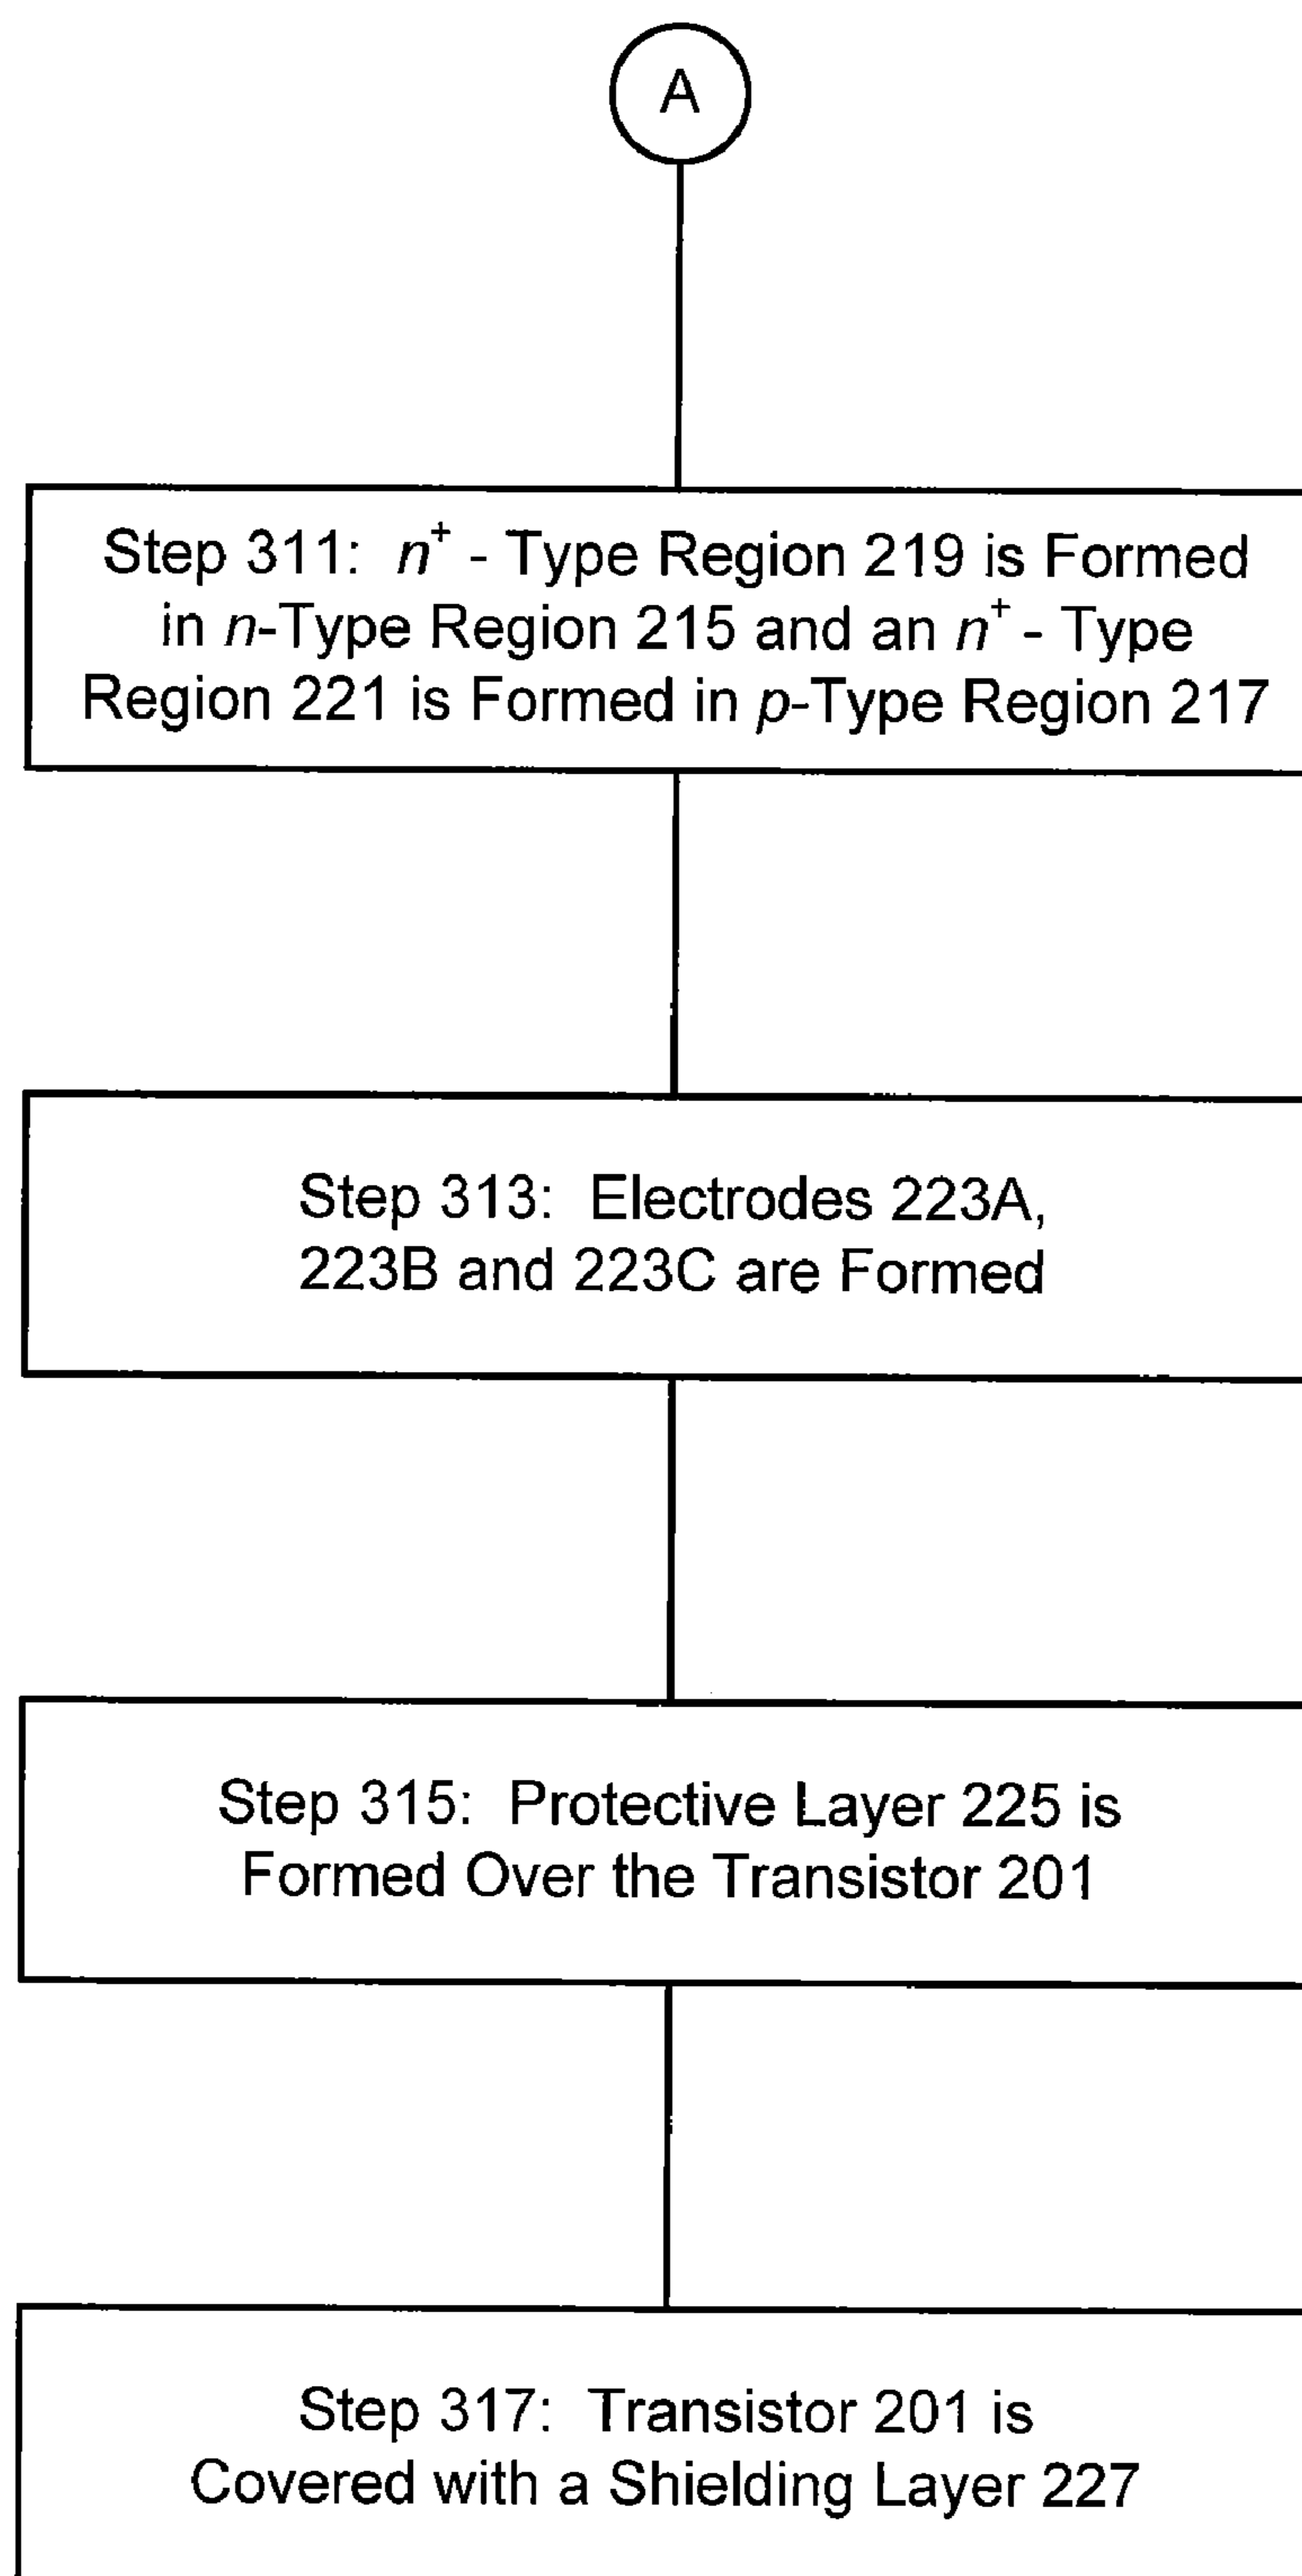 A
Step 311: n⁺ - Type Region 219 is Formed
in n-Type Region 215 and an n⁺ - Type
Region 221 is Formed in p-Type Region 217
Step 313: Electrodes 223A,
223B and 223C are Formed
Step 315: Protective Layer 225 is
Formed Over the Transistor 201
Step 317: Transistor 201 is
Covered with a Shielding Layer 227